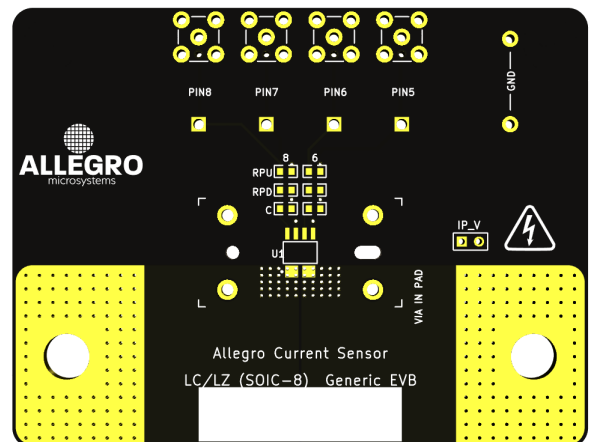 PIN8 PIN7 PIN6 PIN5
GND
ALLEGRO
microsystems
8 6
RPU
RPD
C
IP_V
U1
VIA IN PAD
Allegro Current Sensor
LC/LZ (SOIC-8) Generic EVB